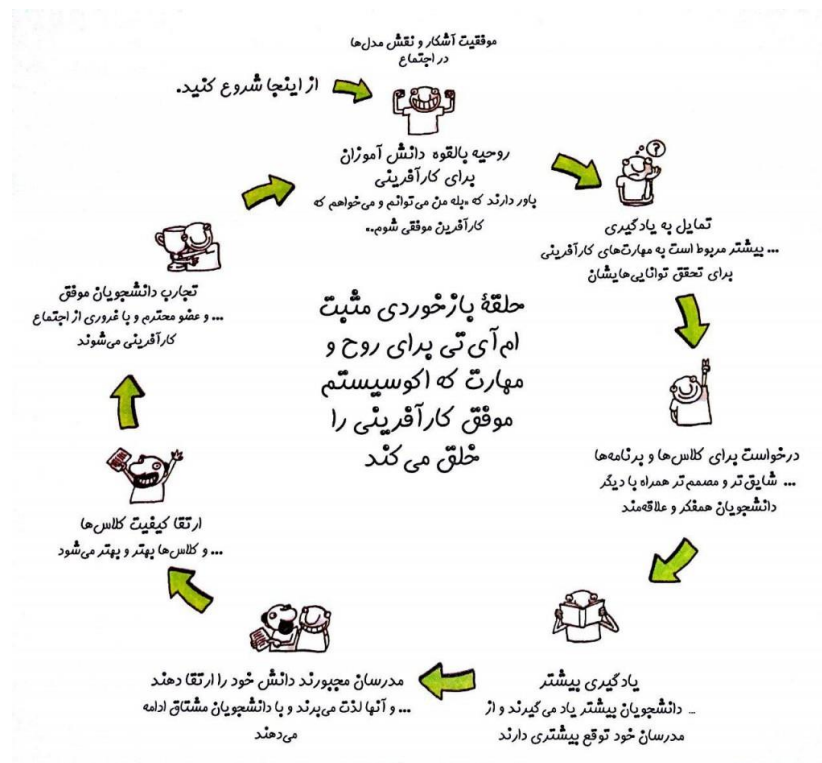 موفقیت آشکار و نقش مدل‌ها
در اجتماع
از اینجا شروع کنید.
روحیه بالقوه دانش آموزان
برای کارآفرینی
باور دارند که «بله من می‌توانم و می‌خواهم که
کارآفرین موفقی شوم»..
تمایل به یادگیری
... بیشتر مربوط است به مهارت‌های کارآفرینی
برای تحقق توانایی‌هایشان
درخواست برای کلاس‌ها و برنامه‌ها
... شایق تر و مصمم تر همراه با دیگر
دانشجویان همفکر و علاقه‌مند
یادگیری بیشتر
... دانشجویان بیشتر یاد می گیرند و از
مدرسان خود توقع بیشتری دارند
مدرسان مجبورند دانش خود را ارتقا دهند
... و آنها لذت می‌برند و با دانشجویان مشتاق ادامه
می‌دهند
ارتقا کیفیت کلاس‌ها
... و کلاس‌ها بهتر و بهتر می‌شود
تجارب دانشجویان موفق
... و عضو محترم و با غروری از اجتماع
کارآفرینی می‌شوند
حلقهٔ بازخوردی مثبت
ام آی تی برای روح و
مهارت که اکوسیستم
موفق کارآفرینی را
خلق می کند